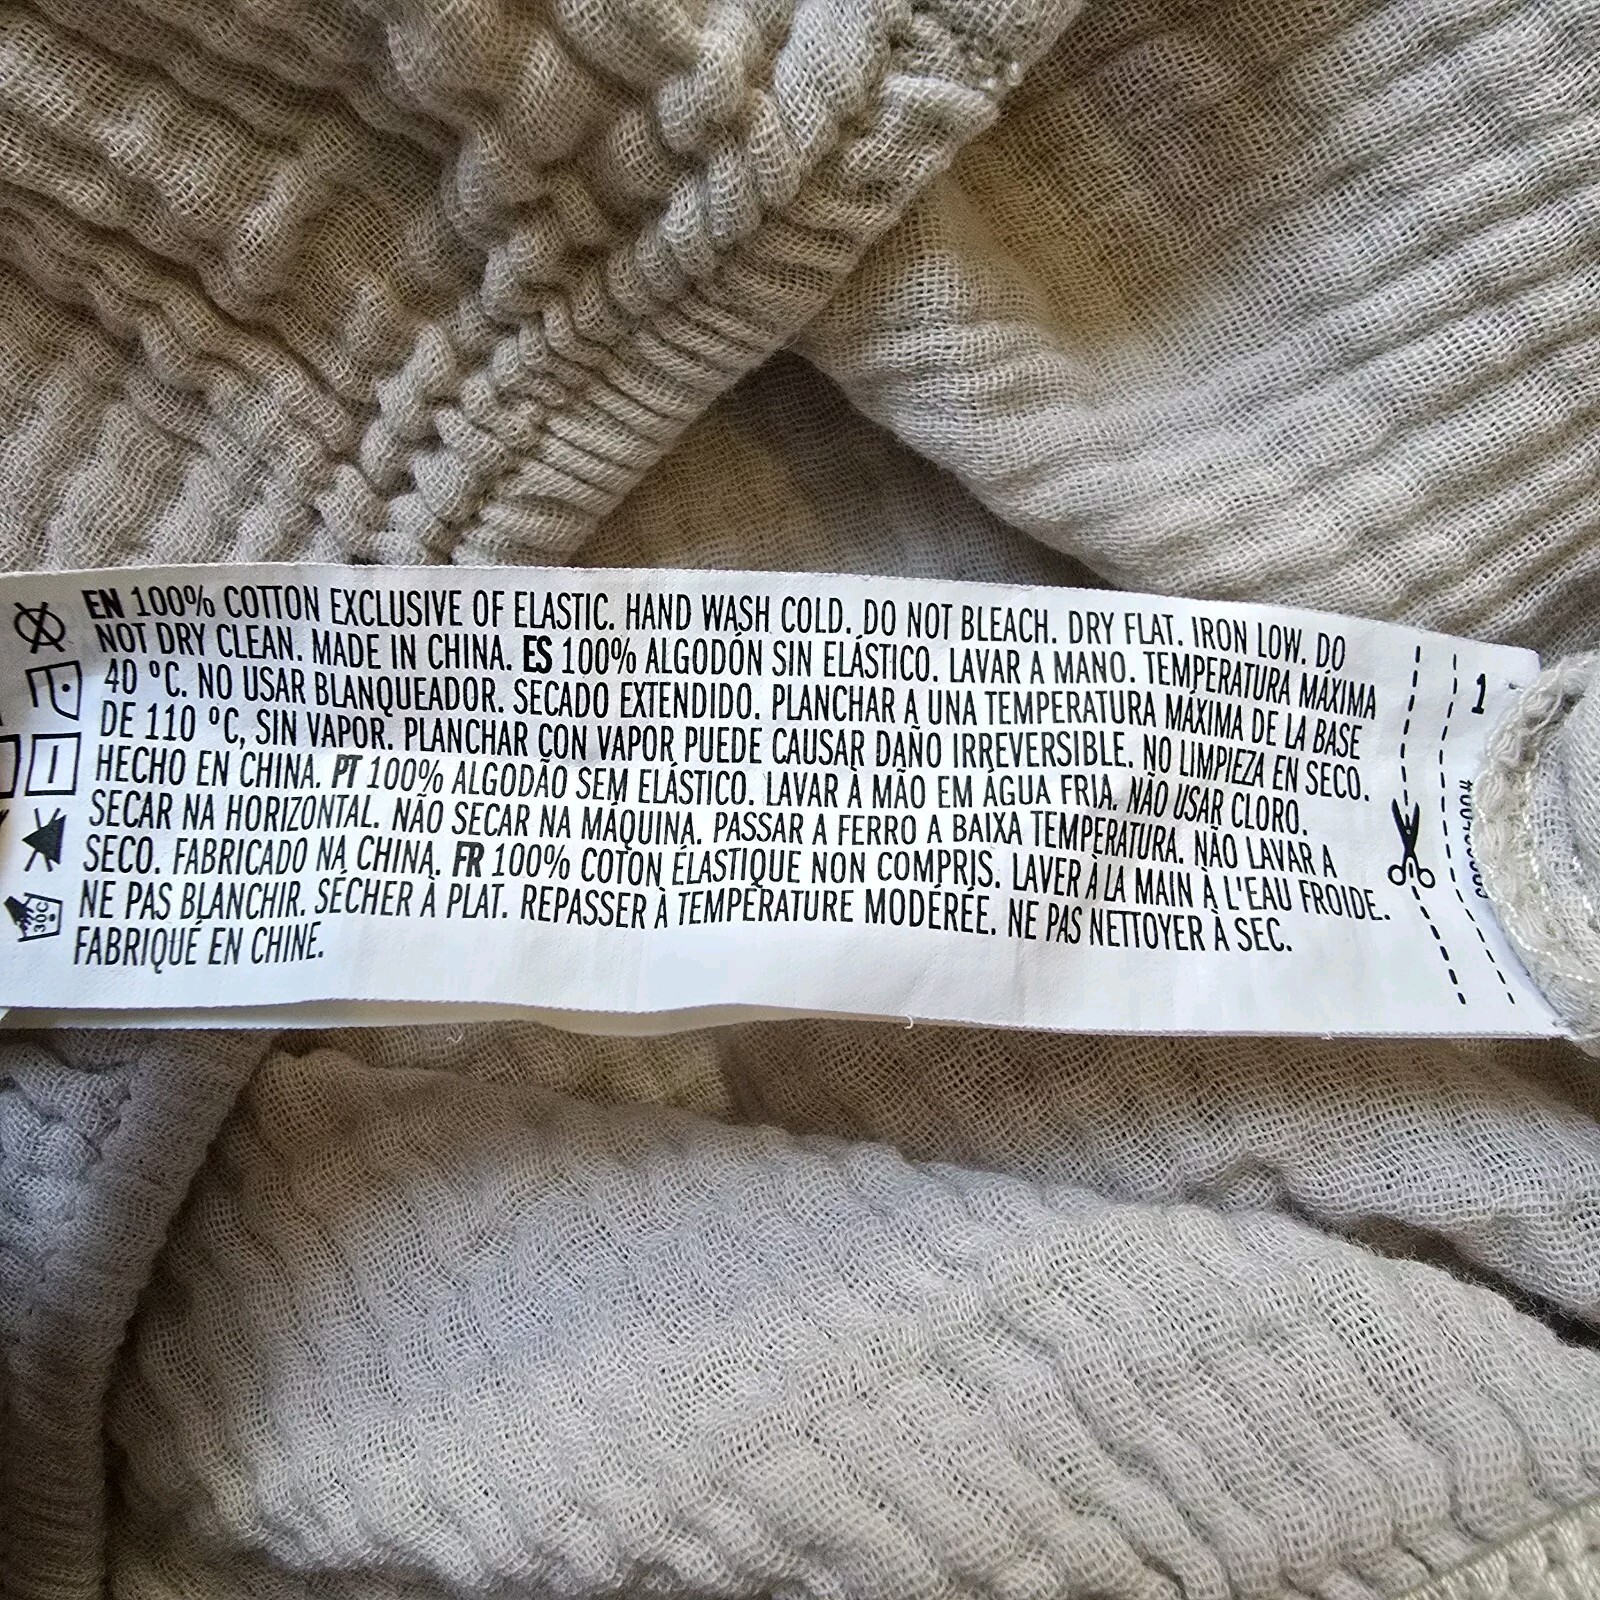 EN 100% COTTON EXCLUSIVE OF ELASTIC. HAND WASH COLD. DO NOT BLEACH. DRY FLAT. IRON LOW. DO
NOT DRY CLEAN. MADE IN CHINA. ES 100% ALGODÓN SIN ELÁSTICO. LAVAR A MANO. TEMPERATURA MÁXIMA
40 ºC. NO USAR BLANQUEADOR. SECADO EXTENDIDO. PLANCHAR A UNA TEMPERATURA MÁXIMA DE LA BASE
DE 110 ºC, SIN VAPOR. PLANCHAR CON VAPOR PUEDE CAUSAR DAÑO IRREVERSIBLE. NO LIMPIEZA EN SECO.
HECHO EN CHINA. PT 100% ALGODÃO SEM ELÁSTICO. LAVAR À MÃO EM ÁGUA FRIA. NÃO USAR CLORO.
SECAR NA HORIZONTAL. NÃO SECAR NA MÁQUINA. PASSAR A FERRO A BAIXA TEMPERATURA. NÃO LAVAR A
SECO. FABRICADO NA CHINA. FR 100% COTON ÉLASTIQUE NON COMPRIS. LAVER À LA MAIN À L'EAU FROIDE.
NE PAS BLANCHIR. SÉCHER À PLAT. REPASSER À TEMPÉRATURE MODÉRÉE. NE PAS NETTOYER À SEC.
FABRIQUÉ EN CHINE.
30C
1